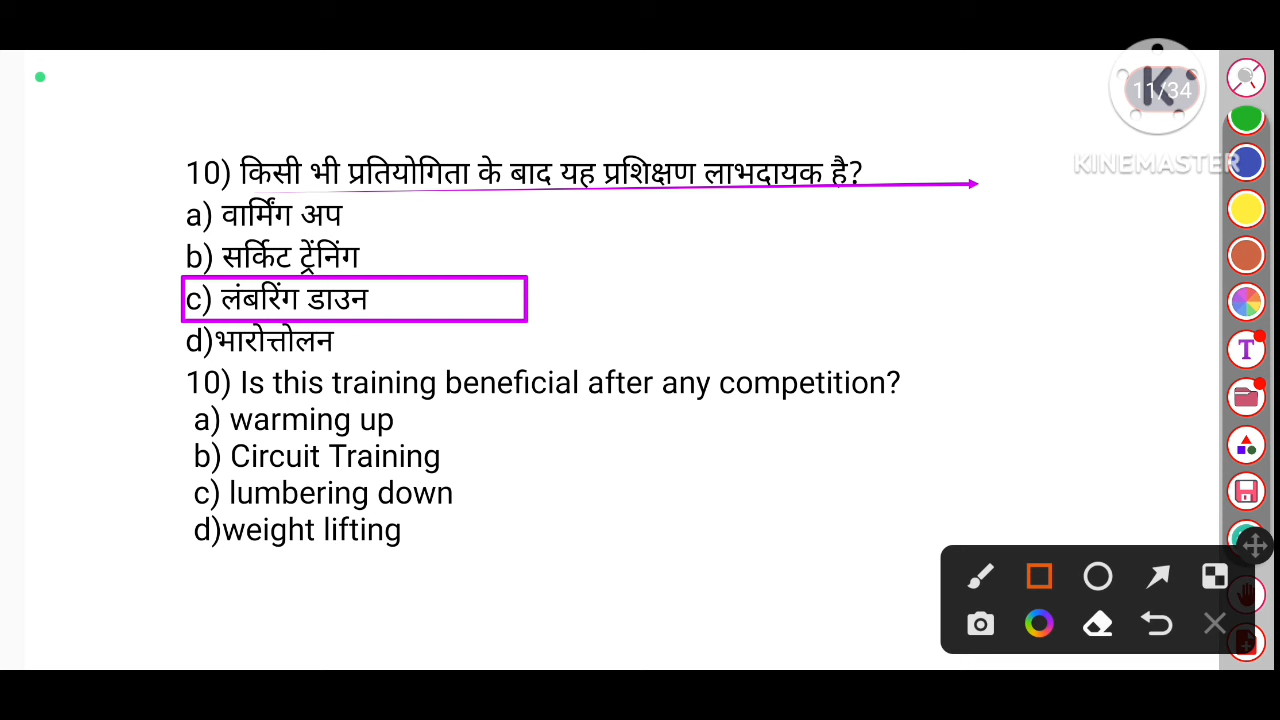 11/34
KINEMASTER
10) किसी भी प्रतियोगिता के बाद यह प्रशिक्षण लाभदायक है?
a) वार्मिंग अप
b) सर्किट ट्रेंनिंग
c) लंबरिंग डाउन
d)भारोत्तोलन
10) Is this training beneficial after any competition?
a) warming up
b) Circuit Training
c) lumbering down
d)weight lifting